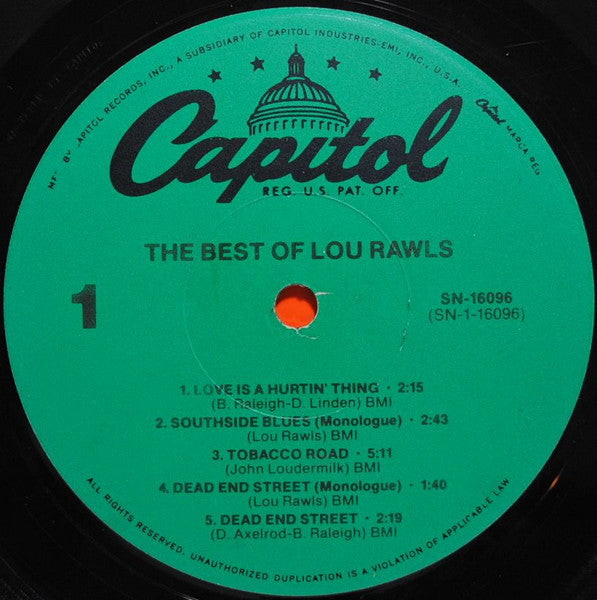 MFD. BY CAPITOL RECORDS, INC., A SUBSIDIARY OF CAPITOL INDUSTRIES-EMI, INC., U.S.A.
Capitol MARCA REG.
Capitol
REG. U.S. PAT. OFF.
THE BEST OF LOU RAWLS
1
SN-16096
(SN-1-16096)
1. LOVE IS A HURTIN' THING · 2:15
(B. Raleigh-D. Linden) BMI
2. SOUTHSIDE BLUES (Monologue) · 2:43
(Lou Rawls) BMI
3. TOBACCO ROAD · 5:11
(John Loudermilk) BMI
4. DEAD END STREET (Monologue) · 1:40
(Lou Rawls) BMI
5. DEAD END STREET · 2:19
(D. Axelrod-B. Raleigh) BMI
ALL RIGHTS RESERVED. UNAUTHORIZED DUPLICATION IS A VIOLATION OF APPLICABLE LAW